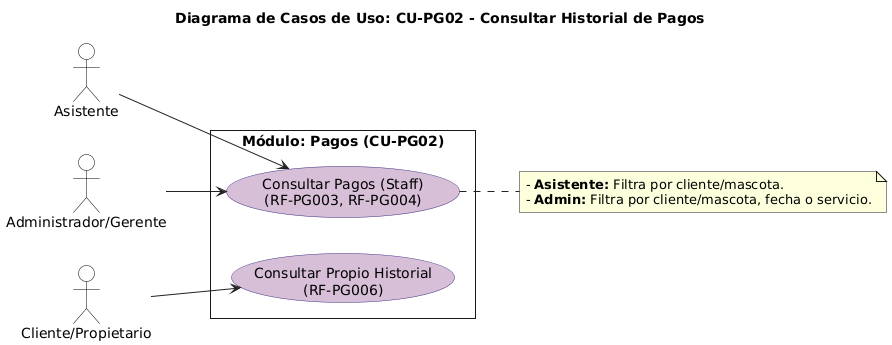 Diagrama de Casos de Uso: CU-PG02 - Consultar Historial de Pagos
Asistente
Módulo: Pagos (CU-PG02)
Consultar Pagos (Staff)
(RF-PG003, RF-PG004)
- Asistente: Filtra por cliente/mascota.
- Admin: Filtra por cliente/mascota, fecha o servicio.
Administrador/Gerente
Consultar Propio Historial
(RF-PG006)
Cliente/Propietario